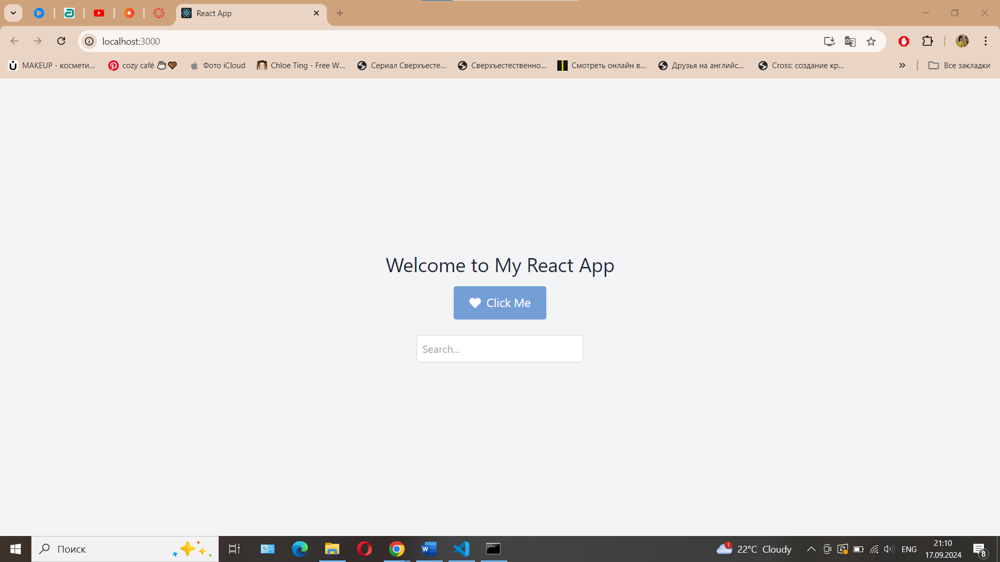 React App
localhost:3000
MAKEUP - космети...
cozy café ☕🤎
Фото iCloud
Chloe Ting - Free W...
Сериал Сверхъесте...
Сверхъестественно...
Смотреть онлайн в...
Друзья на английс...
Cross: создание кр...
Все закладки
Welcome to My React App
Click Me
Search...
Поиск
1
22°C Cloudy
ENG
21:10
17.09.2024
8